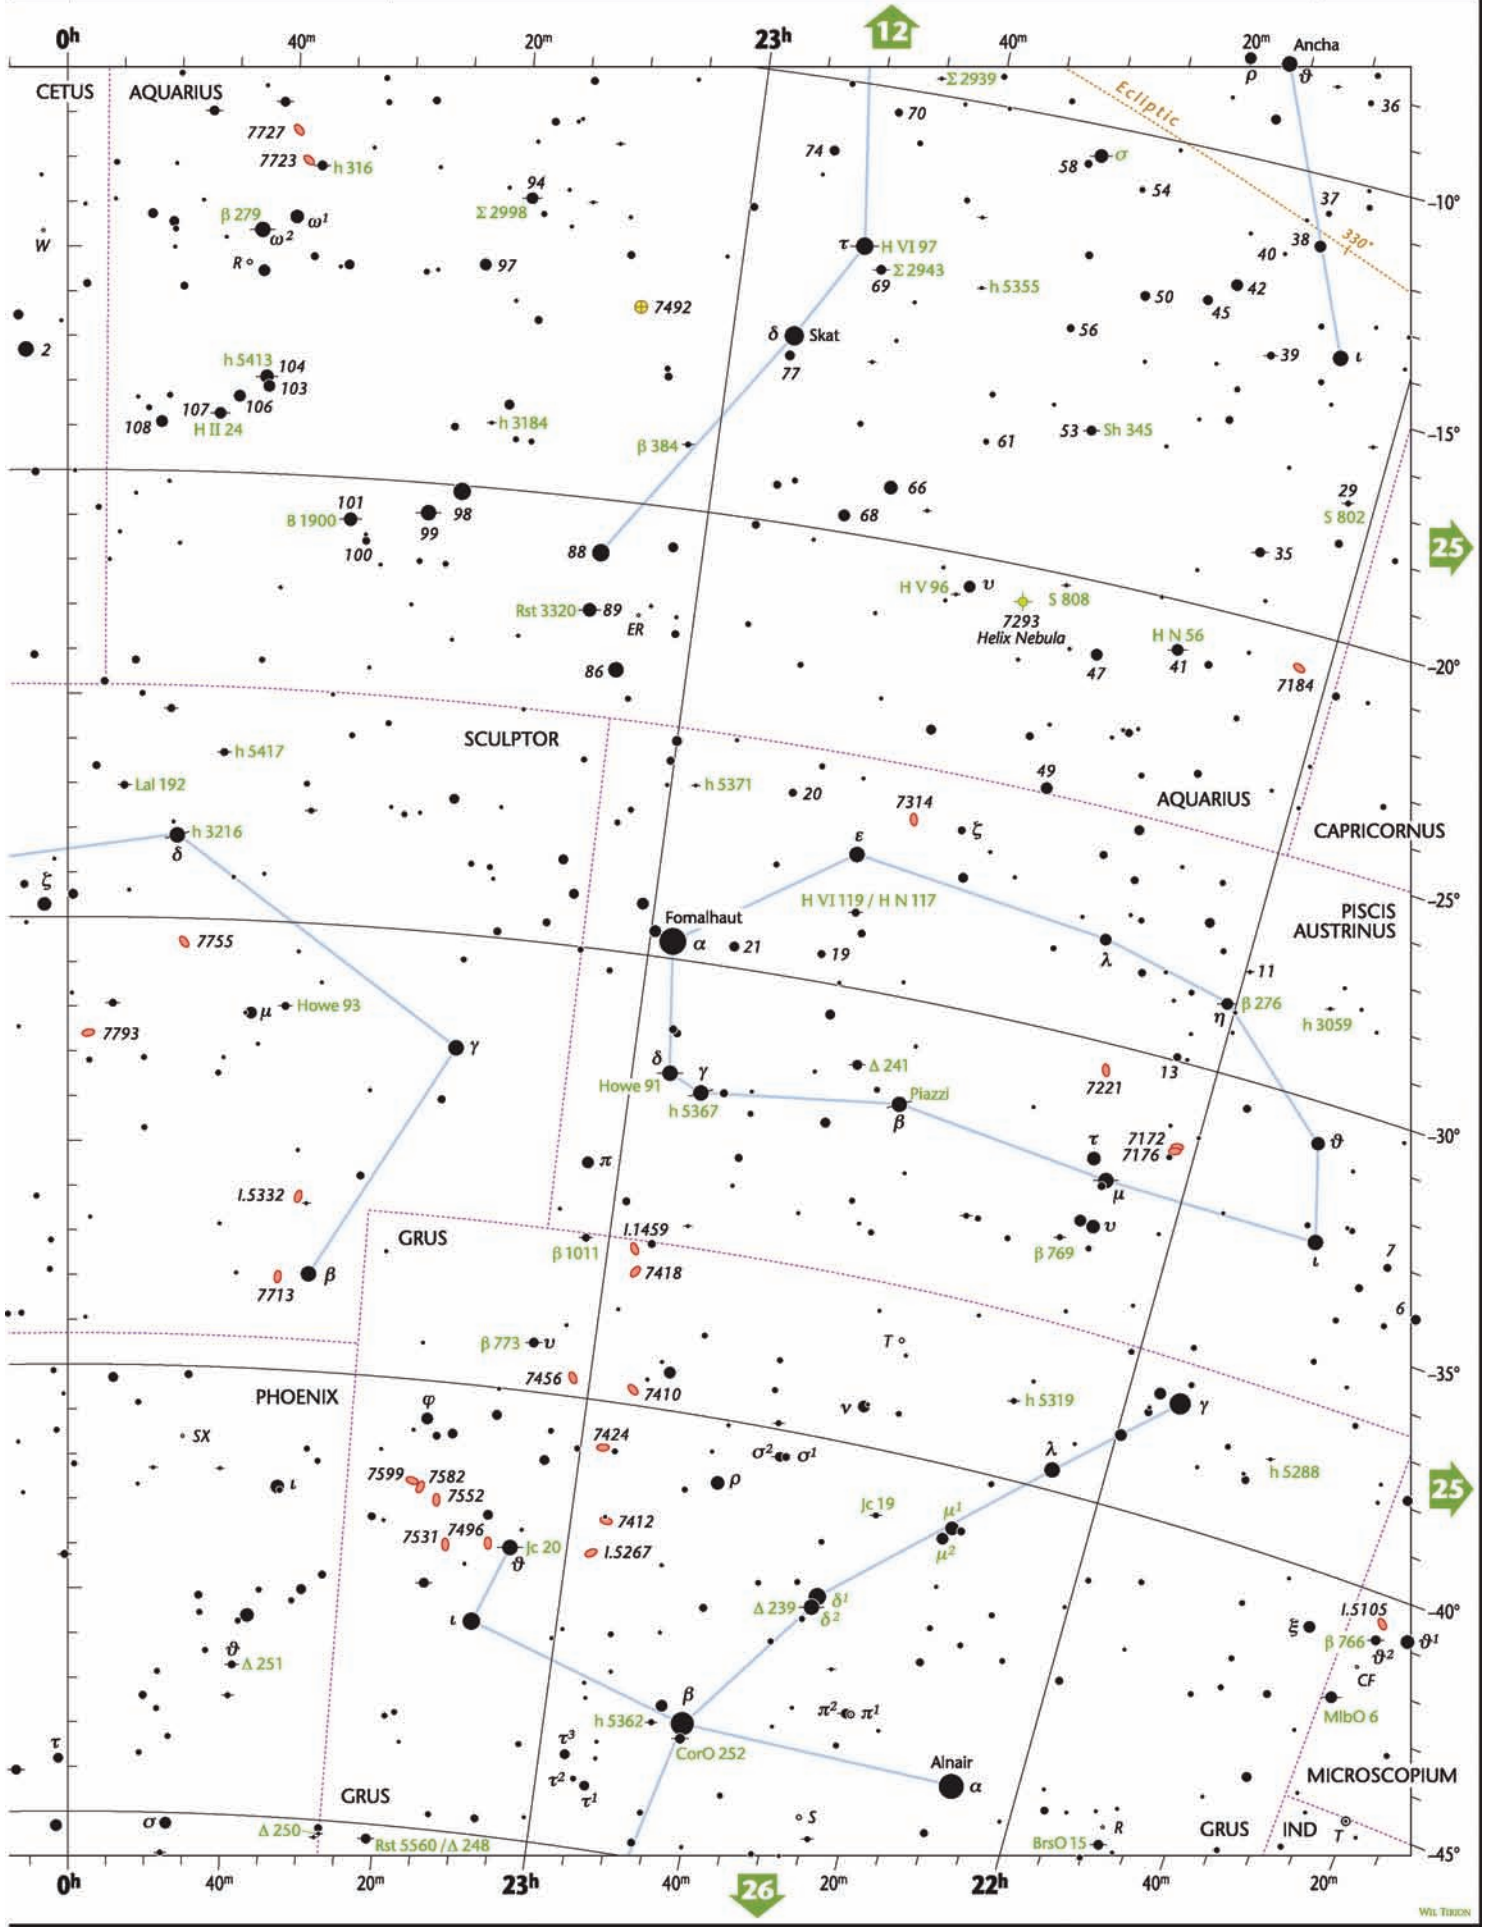 12
0h 40m 20m 23h 40m 20m
Ancha
ρ ϑ
CETUS AQUARIUS
Σ 2939
Ecliptic
36
70
7727
7723 h 316
74
58 σ
54
94
Σ 2998
37
-10°
β 279 ω¹
ω²
W
R
τ H VI 97
38 330°
40
97
Σ 2943
69
h 5355
42
50
45
7492
56
2
δ Skat
77
39 ι
h 5413 104
103
106
107
108
H II 24
h 3184
β 384
61
53 Sh 345
-15°
66
68
29
S 802
101
B 1900
98
99
100
88
35
25
H V 96 υ
S 808
7293
Helix Nebula
Rst 3320 89
ER
H N 56
41
47
86
7184
-20°
SCULPTOR
h 5417
Lal 192
h 5371
20
49
7314
AQUARIUS
CAPRICORNUS
h 3216
δ
ε
ζ
ζ
H VI 119 / H N 117
-25°
PISCIS
AUSTRINUS
Fomalhaut
α 21
19
λ
7755
11
Howe 93
μ
β 276
η
h 3059
7793
γ
δ
γ
Howe 91
h 5367
Δ 241
Piazzi
β
13
7221
7172
7176
-30°
τ
ϑ
π
μ
I.5332
υ
β 769
GRUS
I.1459
β 1011
7418
ι
7
β
7713
6
β 773 υ
T
7456
7410
-35°
PHOENIX
φ
ν
h 5319
γ
SX
7424
σ² σ¹
λ
7599 7582
7552
ι
ρ
h 5288
25
Jc 19
μ¹
μ²
7496
7531
7412
Jc 20
ϑ
I.5267
δ¹
Δ 239
δ²
-40°
I.5105
ξ
β 766 ϑ¹
ϑ²
ι
ϑ
Δ 251
CF
β
π² π¹
h 5362
CorO 252
MlbO 6
τ
τ³
τ²
τ¹
Alnair
α
MICROSCOPIUM
GRUS
S
σ
Δ 250
Rst 5560 / Δ 248
R
BrsO 15
GRUS IND
T
-45°
0h 40m 20m 23h 40m 20m 22h 40m 20m
26
WIL TIRION